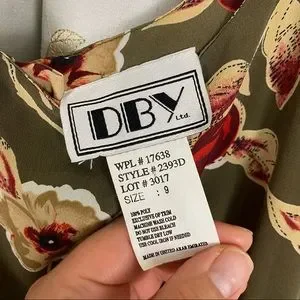 DBY Ltd.
WPL # 17638
STYLE # 2393D
LOT # 3017
SIZE : 9
100% POLY
EXCLUSIVE OF TRIM
MACHINE WASH COLD
DO NOT USE BLEACH
TUMBLE DRY LOW
USE COOL IRON IF NEEDED
MADE IN UNITED ARAB EMIRATES